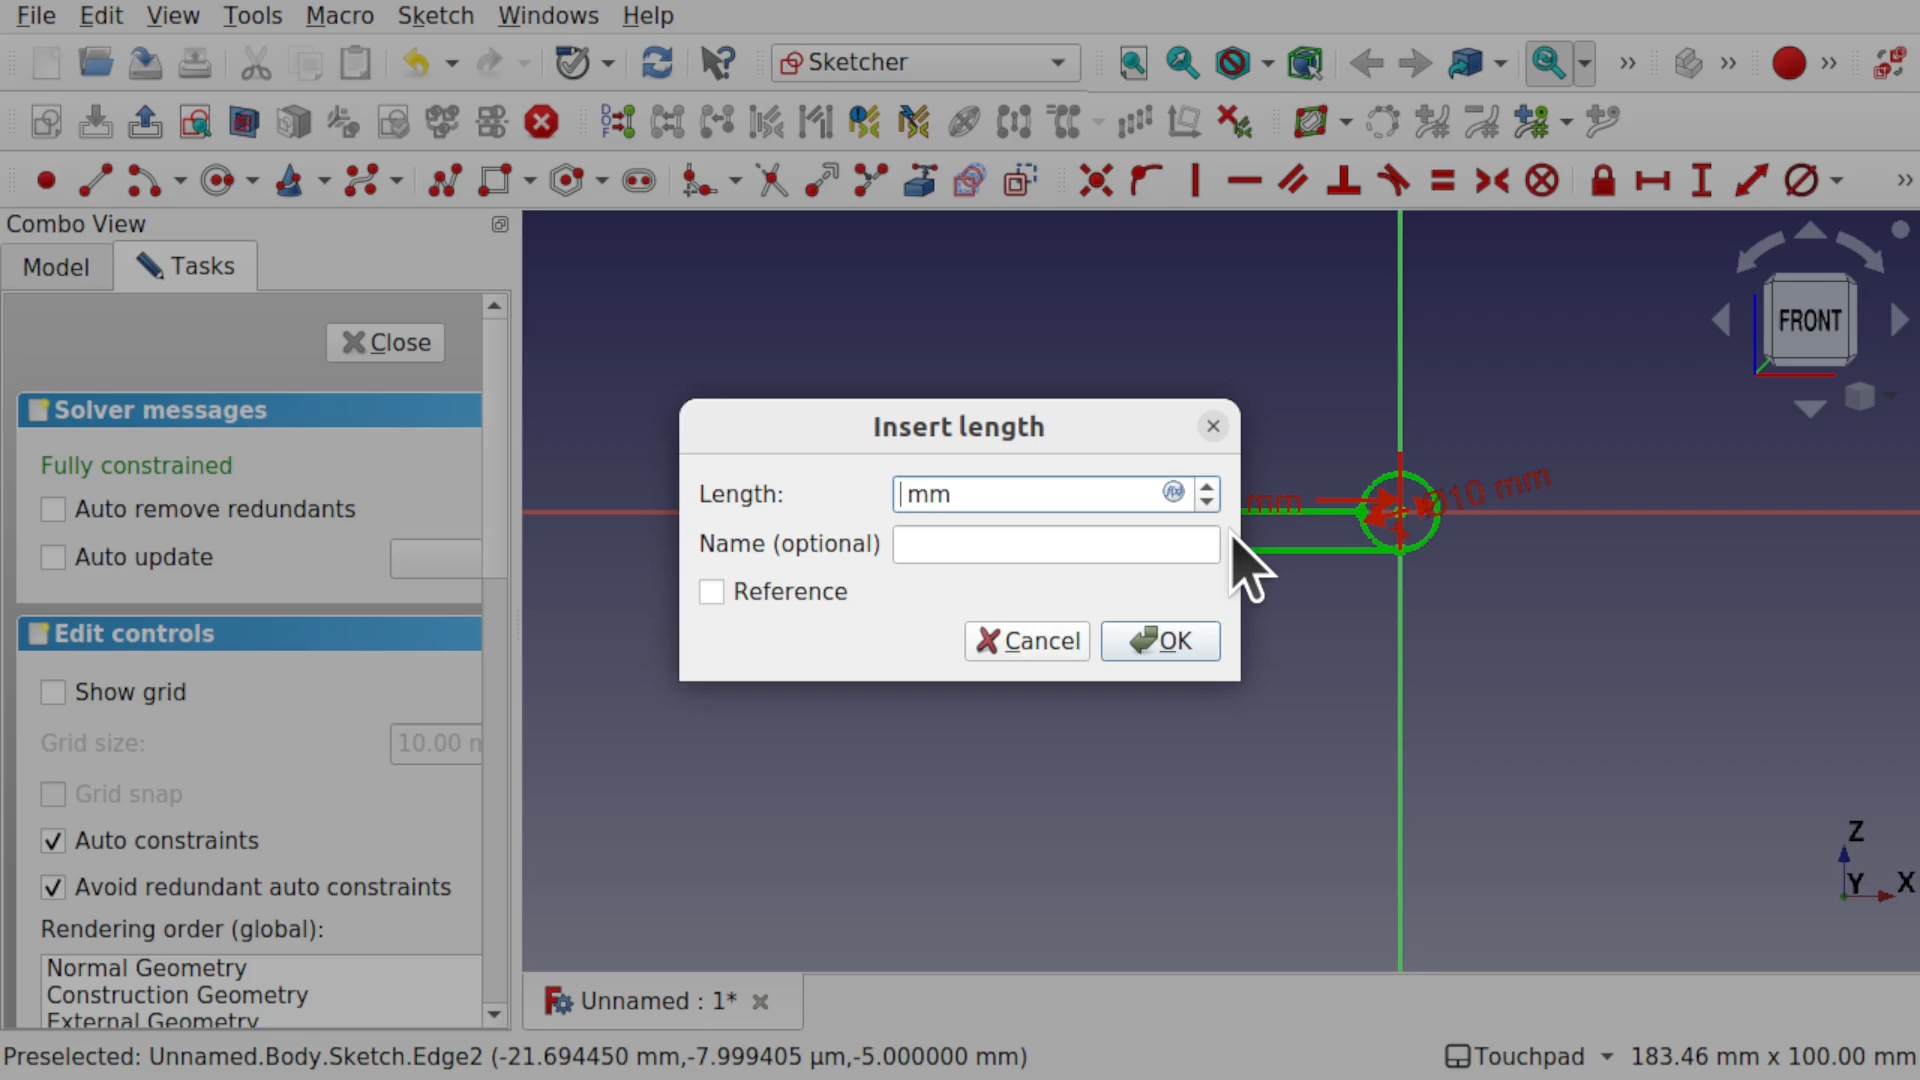 File Edit View Tools Macro Sketch Windows Help
Sketcher
DOF
Combo View
Model Tasks
Close
Solver messages
Fully constrained
Auto remove redundants
Auto update
Edit controls
Show grid
Grid size: 10.00 m
Grid snap
Auto constraints
Avoid redundant auto constraints
Rendering order (global):
Normal Geometry
Construction Geometry
External Geometry
Insert length
Length: mm
Name (optional)
Reference
Cancel OK
mm
Ø10 mm
FRONT
Z
Y X
Unnamed : 1*
Preselected: Unnamed.Body.Sketch.Edge2 (-21.694450 mm,-7.999405 µm,-5.000000 mm)
Touchpad 183.46 mm x 100.00 mm